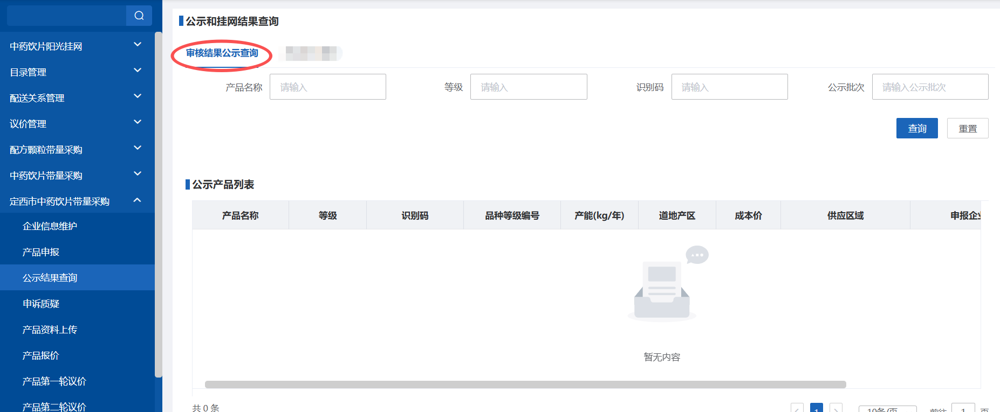 中药饮片阳光挂网
目录管理
配送关系管理
议价管理
配方颗粒带量采购
中药饮片带量采购
定西市中药饮片带量采购
企业信息维护
产品申报
公示结果查询
申诉质疑
产品资料上传
产品报价
产品第一轮议价
产品第二轮议价
公示和挂网结果查询
审核结果公示查询
产品名称 请输入 等级 请输入 识别码 请输入 公示批次 请输入公示批次
查询 重置
公示产品列表
产品名称 等级 识别码 品种等级编号 产能(kg/年) 道地产区 成本价 供应区域 申报企业
暂无内容
共 0 条 1 10条/页 前往 1 页